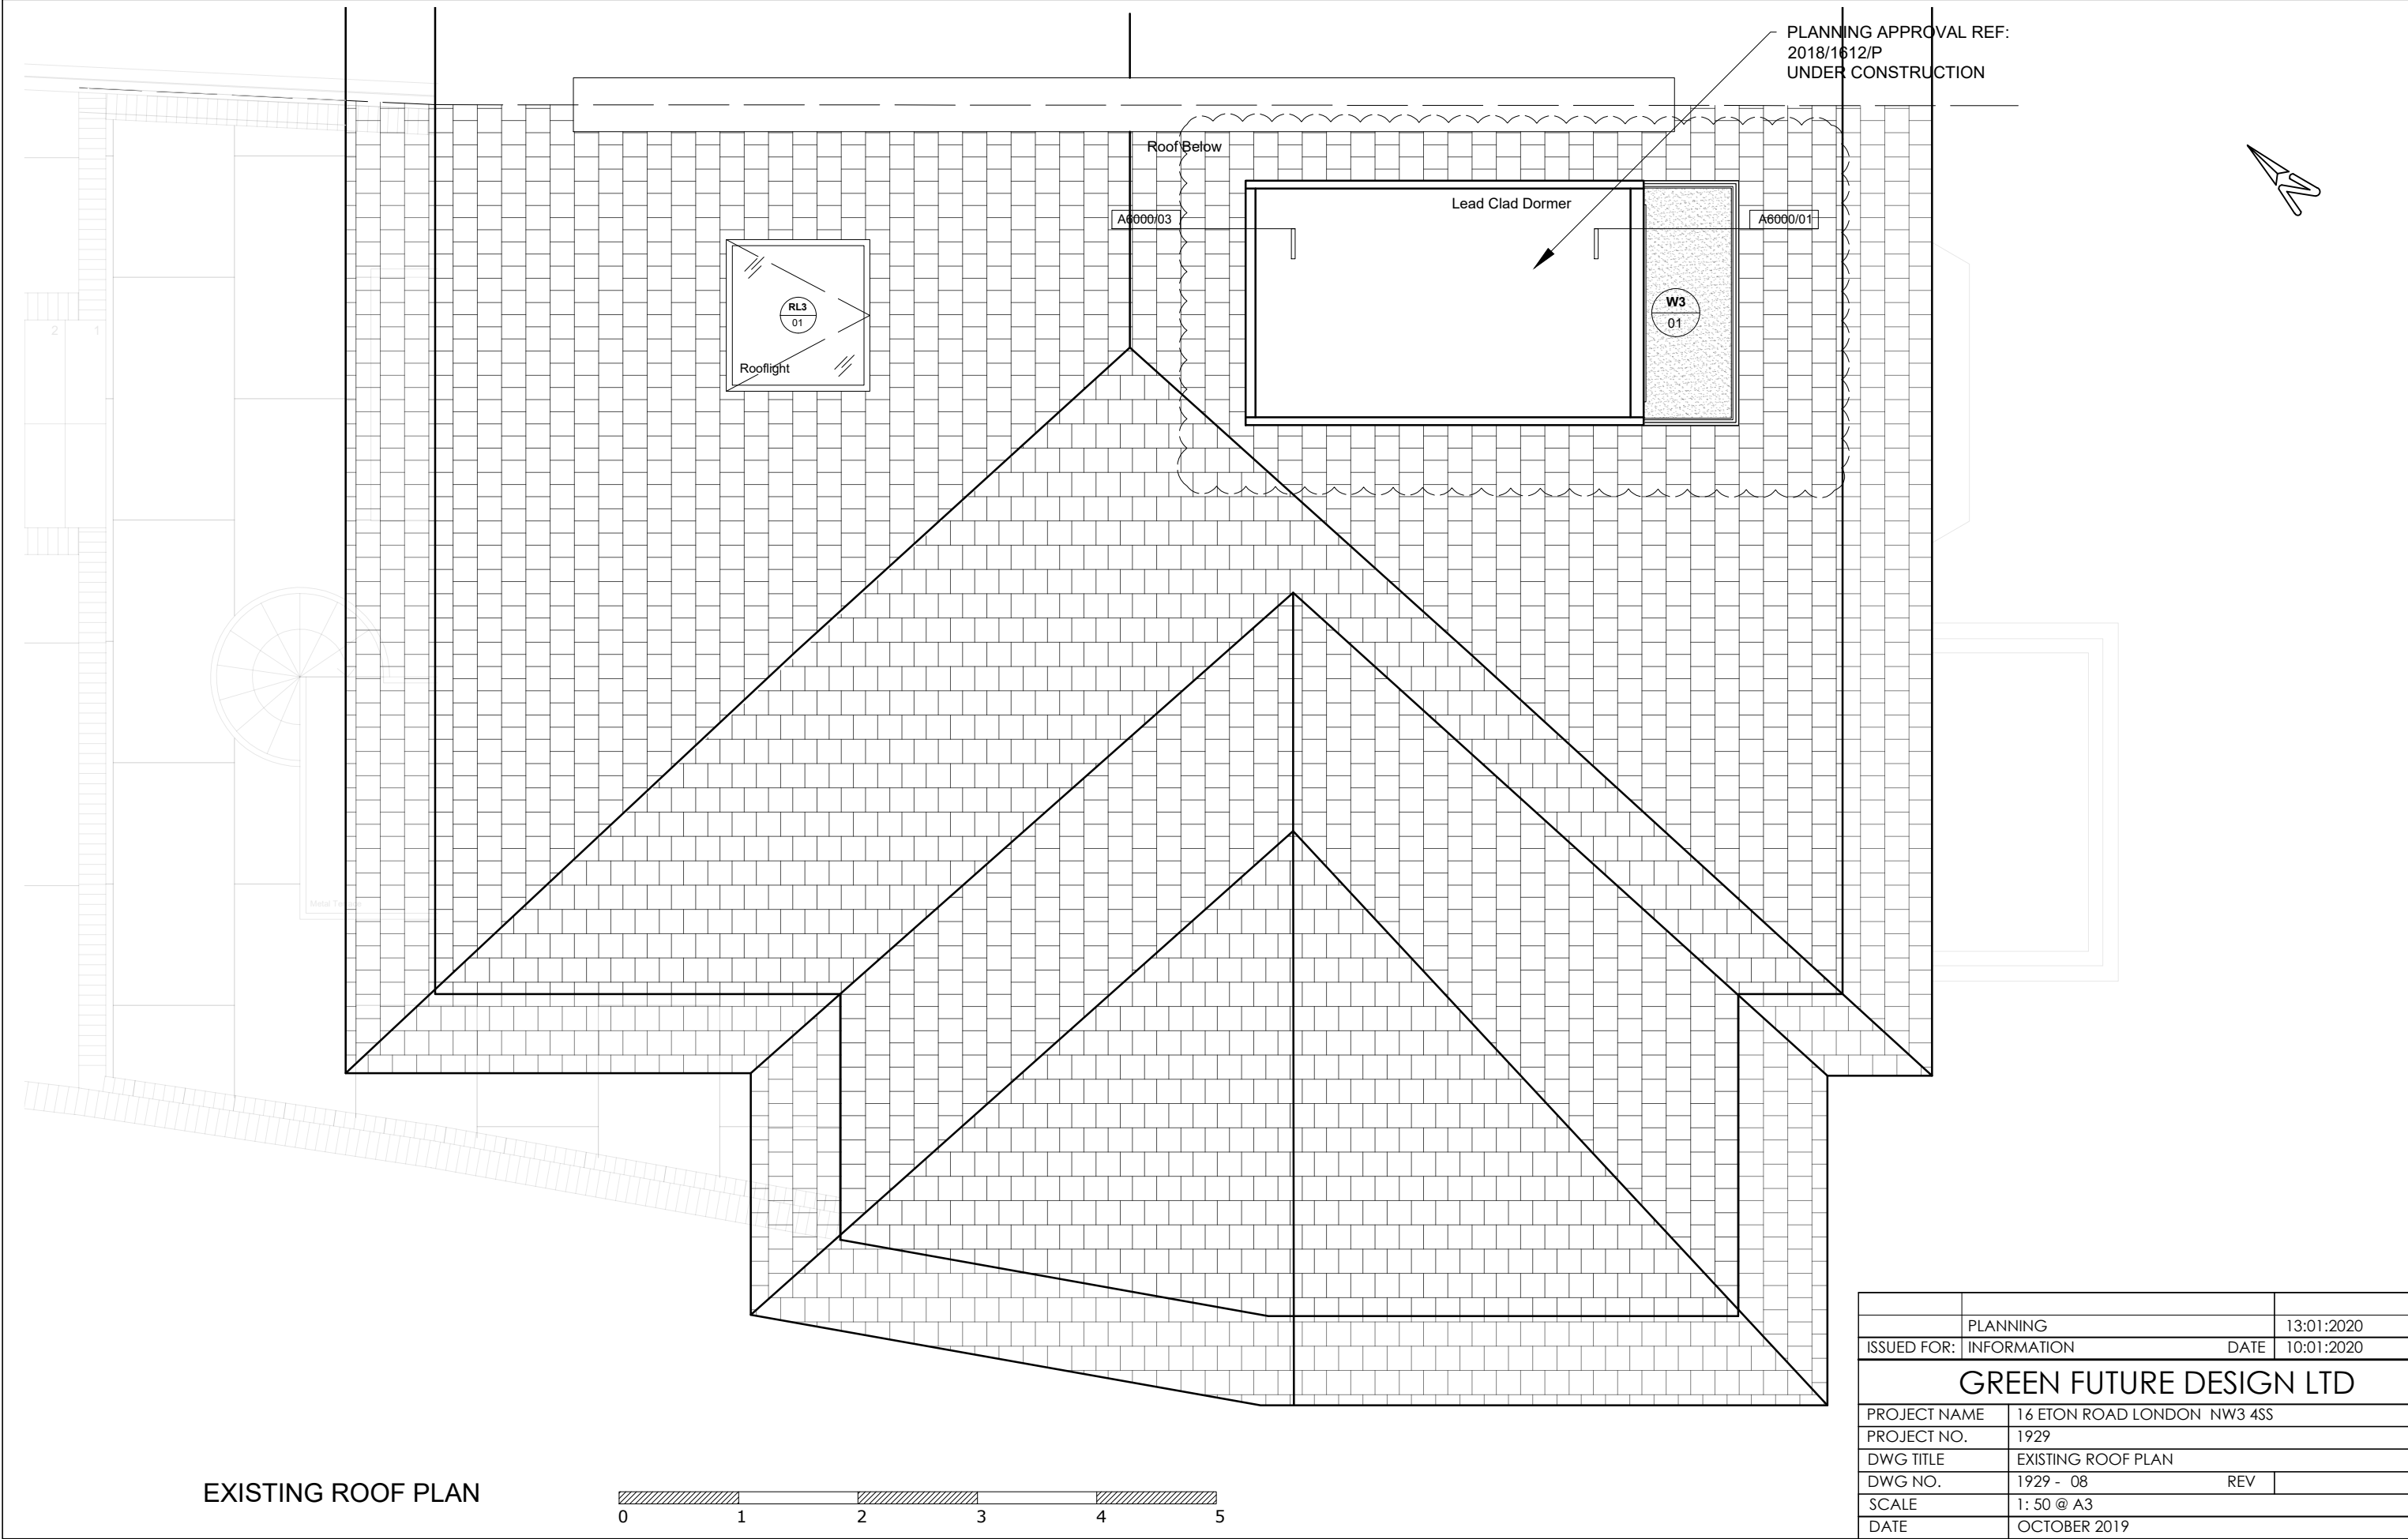 PLANNING APPROVAL REF:
2018/1612/P
UNDER CONSTRUCTION
Roof Below
Lead Clad Dormer
A6000/03
A6000/01
RL3
01
W3
01
Rooflight
2 1
EXISTING ROOF PLAN
0 1 2 3 4 5
PLANNING 13:01:2020
ISSUED FOR: INFORMATION DATE 10:01:2020
GREEN FUTURE DESIGN LTD
PROJECT NAME 16 ETON ROAD LONDON NW3 4SS
PROJECT NO. 1929
DWG TITLE EXISTING ROOF PLAN
DWG NO. 1929 - 08 REV
SCALE 1: 50 @ A3
DATE OCTOBER 2019